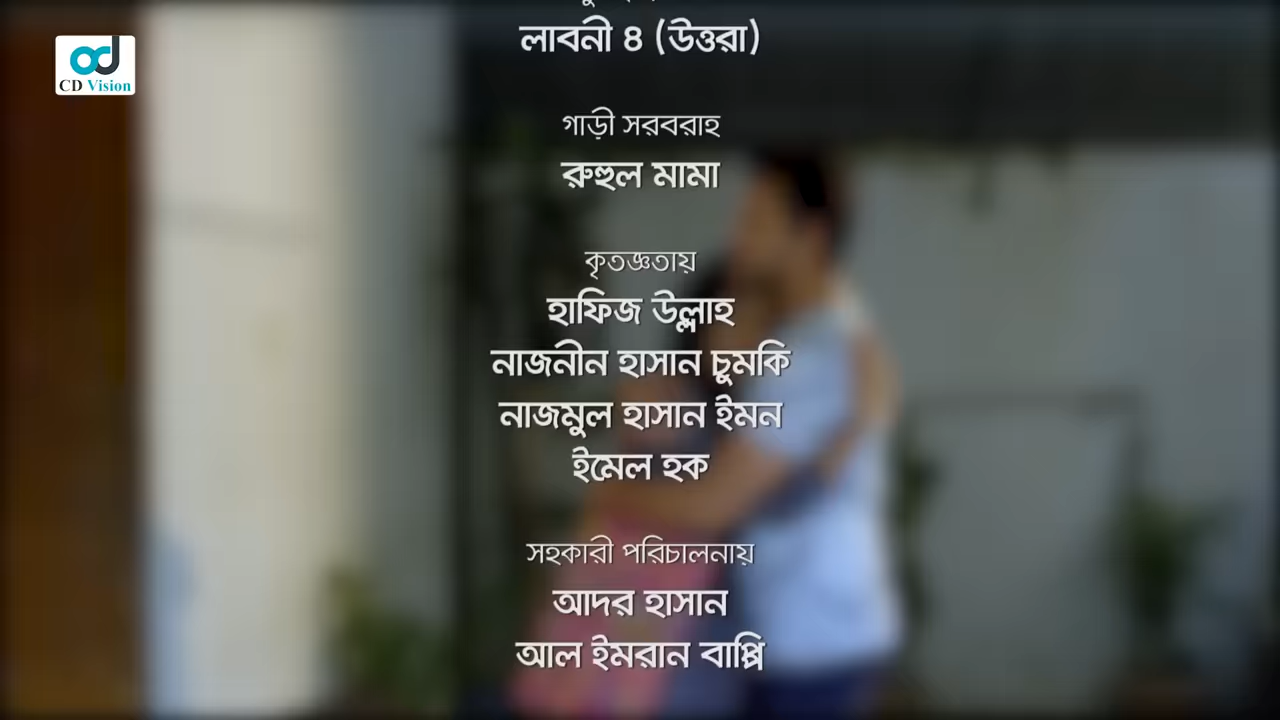 CD Vision
লাবনী ৪ (উত্তরা)
গাড়ী সরবরাহ
রুহুল মামা
কৃতজ্ঞতায়
হাফিজ উল্লাহ
নাজনীন হাসান চুমকি
নাজমুল হাসান ইমন
ইমেল হক
সহকারী পরিচালনায়
আদর হাসান
আল ইমরান বাপ্পি